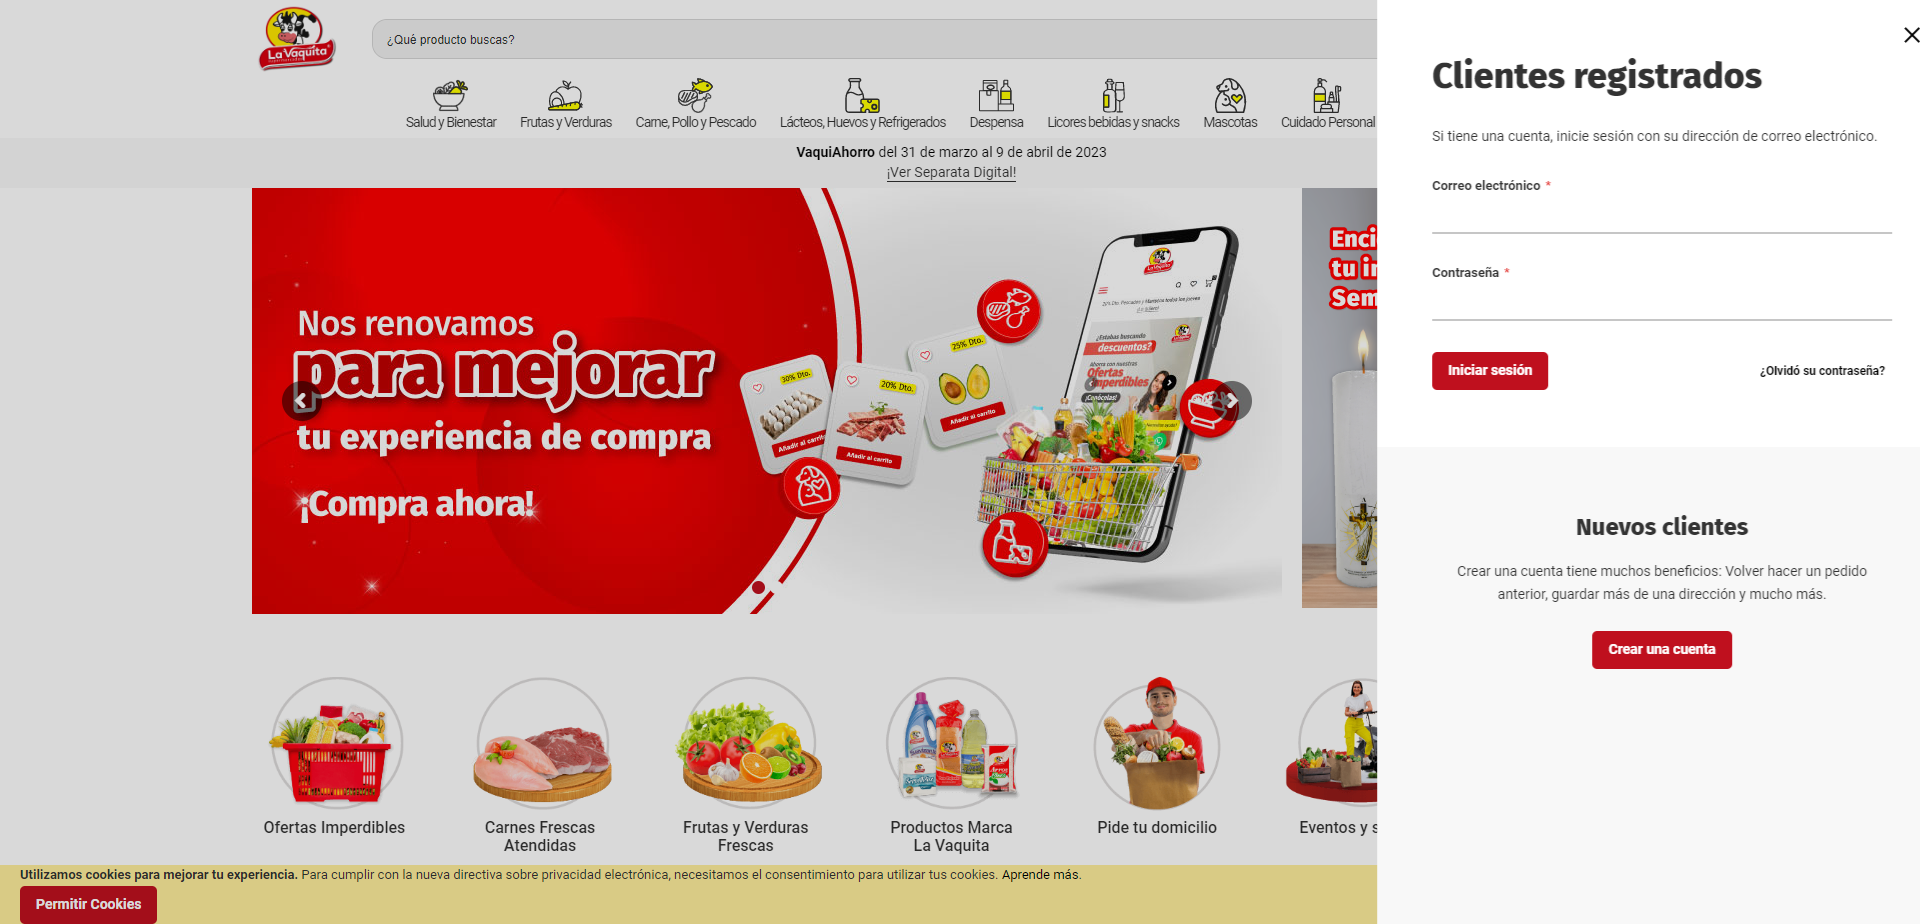 La Vaquita
¿Qué producto buscas?
Salud y Bienestar
Frutas y Verduras
Carne, Pollo y Pescado
Lácteos, Huevos y Refrigerados
Despensa
Licores bebidas y snacks
Mascotas
Cuidado Personal
VaquiAhorro del 31 de marzo al 9 de abril de 2023
¡Ver Separata Digital!
Nos renovamos
para mejorar
tu experiencia de compra
¡Compra ahora!
30% Dto.
Añadir al carrito
20% Dto.
Añadir al carrito
25% Dto.
Añadir al carrito
La Vaquita
¿Estabas buscando
descuentos?
Ahorra con nuestras
Ofertas
imperdibles
¡Conócelas!
Enci
tu i
Sem
Ofertas Imperdibles
Carnes Frescas
Atendidas
Frutas y Verduras
Frescas
Productos Marca
La Vaquita
Pide tu domicilio
Eventos y s
Utilizamos cookies para mejorar tu experiencia. Para cumplir con la nueva directiva sobre privacidad electrónica, necesitamos el consentimiento para utilizar tus cookies. Aprende más.
Permitir Cookies
Clientes registrados
Si tiene una cuenta, inicie sesión con su dirección de correo electrónico.
Correo electrónico *
Contraseña *
Iniciar sesión
¿Olvidó su contraseña?
Nuevos clientes
Crear una cuenta tiene muchos beneficios: Volver hacer un pedido
anterior, guardar más de una dirección y mucho más.
Crear una cuenta